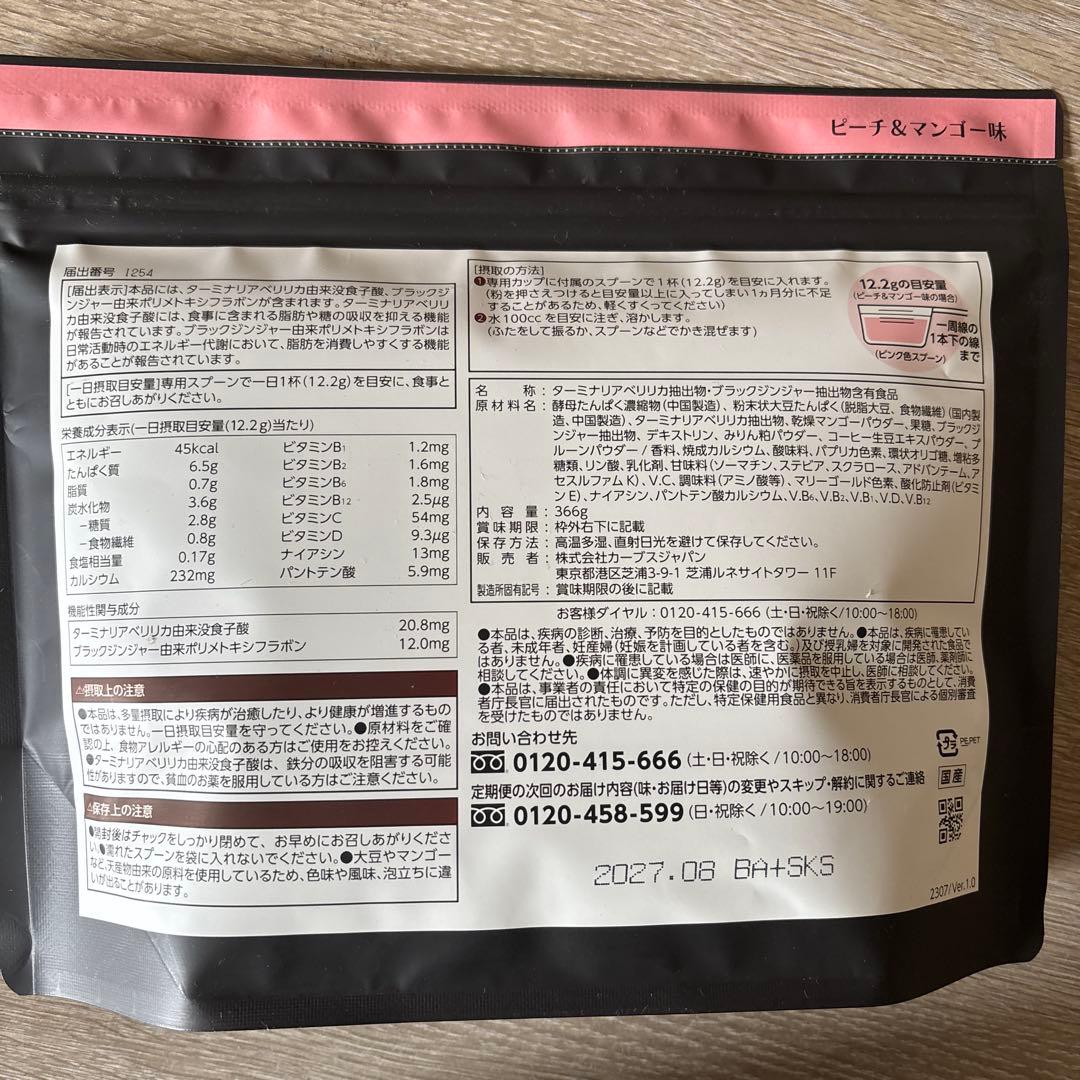 ピーチ&マンゴー味
届出番号 I254
[届出表示]本品には、ターミナリアベリリカ由来没食子酸、ブラックジ
ンジャー由来ポリメトキシフラボンが含まれます。ターミナリアベリリ
カ由来没食子酸には、食事に含まれる脂肪や糖の吸収を抑える機能
が報告されています。ブラックジンジャー由来ポリメトキシフラボンは
日常活動時のエネルギー代謝において、脂肪を消費しやすくする機能
があることが報告されています。
[一日摂取目安量]専用スプーンで一日1杯(12.2g)を目安に、食事と
ともにお召しあがりください。
栄養成分表示(一日摂取目安量(12.2g)当たり)
エネルギー 45kcal ビタミンB1 1.2mg
たんぱく質 6.5g ビタミンB2 1.6mg
脂質 0.7g ビタミンB6 1.8mg
炭水化物 3.6g ビタミンB12 2.5μg
−糖質 2.8g ビタミンC 54mg
−食物繊維 0.8g ビタミンD 9.3μg
食塩相当量 0.17g ナイアシン 13mg
カルシウム 232mg パントテン酸 5.9mg
機能性関与成分
ターミナリアベリリカ由来没食子酸 20.8mg
ブラックジンジャー由来ポリメトキシフラボン 12.0mg
⚠摂取上の注意
●本品は、多量摂取により疾病が治癒したり、より健康が増進するもの
ではありません。一日摂取目安量を守ってください。●原材料をご確
認の上、食物アレルギーの心配のある方はご使用をお控えください。
●ターミナリアベリリカ由来没食子酸は、鉄分の吸収を阻害する可能
性がありますので、貧血のお薬を服用している方はご注意ください。
⚠保存上の注意
●開封後はチャックをしっかり閉めて、お早めにお召しあがりくださ
い。●濡れたスプーンを袋に入れないでください。●大豆やマンゴー
など、天産物由来の原料を使用しているため、色味や風味、泡立ちに違
いが出ることがあります。
[摂取の方法]
❶専用カップに付属のスプーンで1杯(12.2g)を目安に入れます。
(粉を押さえつけると目安量以上に入ってしまい1ヵ月分に不足
することがあるため、軽くすくってください)
❷水100ccを目安に注ぎ、溶かします。
(ふたをして振るか、スプーンなどでかき混ぜます)
12.2gの目安量
(ピーチ&マンゴー味の場合)
一周線の
1本下の線
まで
(ピンク色スプーン)
名称:ターミナリアベリリカ抽出物・ブラックジンジャー抽出物含有食品
原材料名:酵母たんぱく濃縮物(中国製造)、粉末状大豆たんぱく(脱脂大豆、食物繊維)(国内製
造、中国製造)、ターミナリアベリリカ抽出物、乾燥マンゴーパウダー、果糖、ブラックジ
ンジャー抽出物、デキストリン、みりん粕パウダー、コーヒー生豆エキスパウダー、プ
ルーンパウダー/香料、焼成カルシウム、酸味料、パプリカ色素、環状オリゴ糖、増粘多
糖類、リン酸、乳化剤、甘味料(ソーマチン、ステビア、スクラロース、アドバンテーム、ア
セスルファムK)、V.C、調味料(アミノ酸等)、マリーゴールド色素、酸化防止剤(ビタミ
ンE)、ナイアシン、パントテン酸カルシウム、V.B6、V.B2、V.B1、V.D、V.B12
内容量:366g
賞味期限:枠外右下に記載
保存方法:高温多湿、直射日光を避けて保存してください。
販売者:株式会社カーブスジャパン
東京都港区芝浦3-9-1 芝浦ルネサイトタワー 11F
製造所固有記号:賞味期限の後に記載
お客様ダイヤル:0120-415-666(土・日・祝除く/10:00〜18:00)
●本品は、疾病の診断、治療、予防を目的としたものではありません。●本品は、疾病に罹患してい
る者、未成年者、妊産婦(妊娠を計画している者を含む。)及び授乳婦を対象に開発された食品で
はありません。●疾病に罹患している場合は医師に、医薬品を服用している場合は医師、薬剤師に
相談してください。●体調に異変を感じた際は、速やかに摂取を中止し、医師に相談してください。
●本品は、事業者の責任において特定の保健の目的が期待できる旨を表示するものとして、消費
者庁長官に届出されたものです。ただし、特定保健用食品と異なり、消費者庁長官による個別審査
を受けたものではありません。
お問い合わせ先
0120-415-666(土・日・祝除く/10:00〜18:00)
定期便の次回のお届け内容(味・お届け日等)の変更やスキップ・解約に関するご連絡
0120-458-599(日・祝除く/10:00〜19:00)
プラ
PE,PET
国産
2027.08 BA+SKS
2307/Ver.1.0